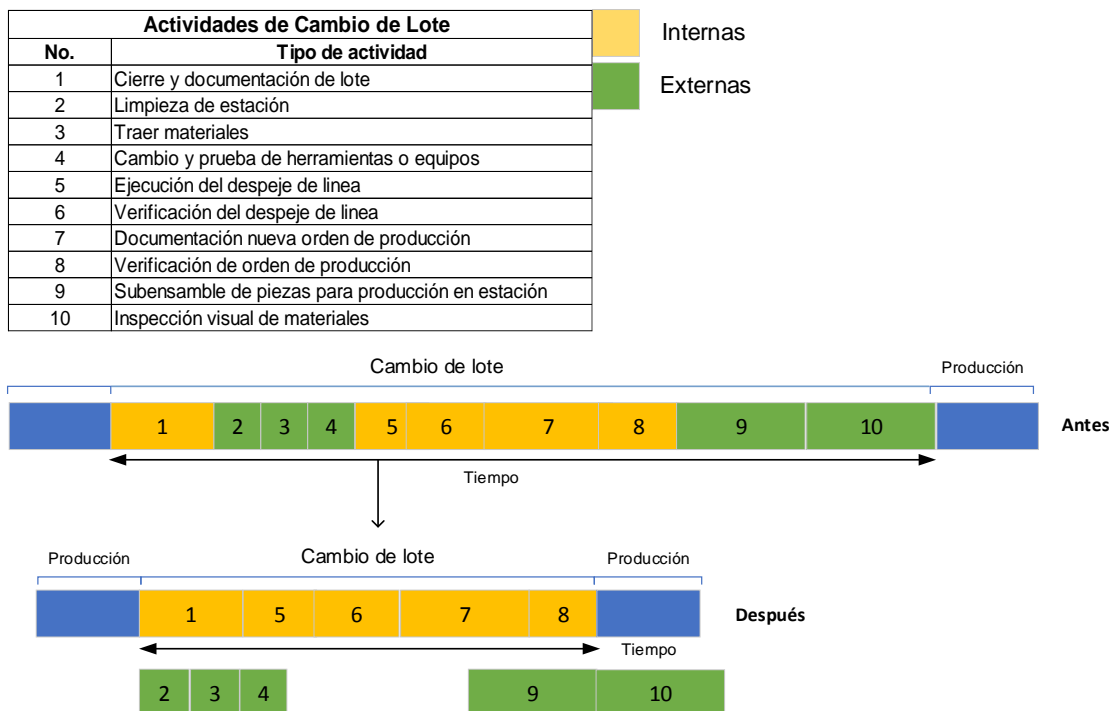 Actividades de Cambio de Lote
No. Tipo de actividad
1 Cierre y documentación de lote
2 Limpieza de estación
3 Traer materiales
4 Cambio y prueba de herramientas o equipos
5 Ejecución del despeje de linea
6 Verificación del despeje de linea
7 Documentación nueva orden de producción
8 Verificación de orden de producción
9 Subensamble de piezas para producción en estación
10 Inspección visual de materiales
Internas
Externas
Cambio de lote Producción
1 2 3 4 5 6 7 8 9 10 Antes
Tiempo
Producción Cambio de lote Producción
1 5 6 7 8 Después
Tiempo
2 3 4 9 10